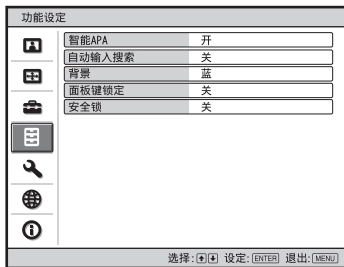 功能设定
智能APA 开
自动输入搜索 关
背景 蓝
面板键锁定 关
安全锁 关
选择: 设定: ENTER 退出: MENU